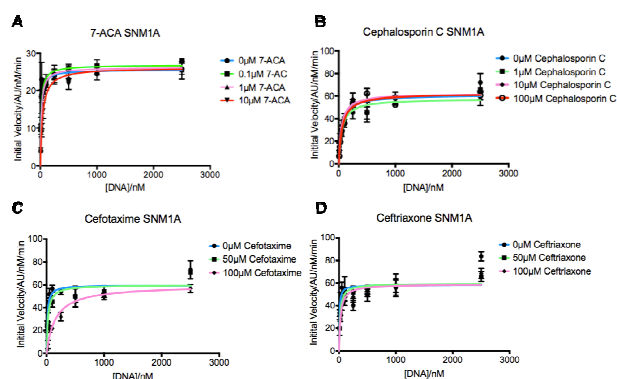 A
7-ACA SNM1A
Initial Velocity/AU/nM/min
30
20
10
0
0
1000
2000
3000
[DNA]/nM
0µM 7-ACA
0.1µM 7-AC
1µM 7-ACA
10µM 7-ACA
B
Cephalosporin C SNM1A
Initial Velocity/AU/nM/min
100
80
60
40
20
0
0
1000
2000
3000
[DNA]/nM
0µM Cephalosporin C
1µM Cephalosporin C
10µM Cephalosporin C
100µM Cephalosporin C
C
Cefotaxime SNM1A
Initial Velocity/AU/nM/min
100
80
60
40
20
0
0
1000
2000
3000
[DNA]/nM
0µM Cefotaxime
50µM Cefotaxime
100µM Cefotaxime
D
Ceftriaxone SNM1A
Initial Velocity/AU/nM/min
100
80
60
40
20
0
0
1000
2000
3000
[DNA]/nM
0µM Ceftriaxone
50µM Ceftriaxone
100µM Ceftriaxone